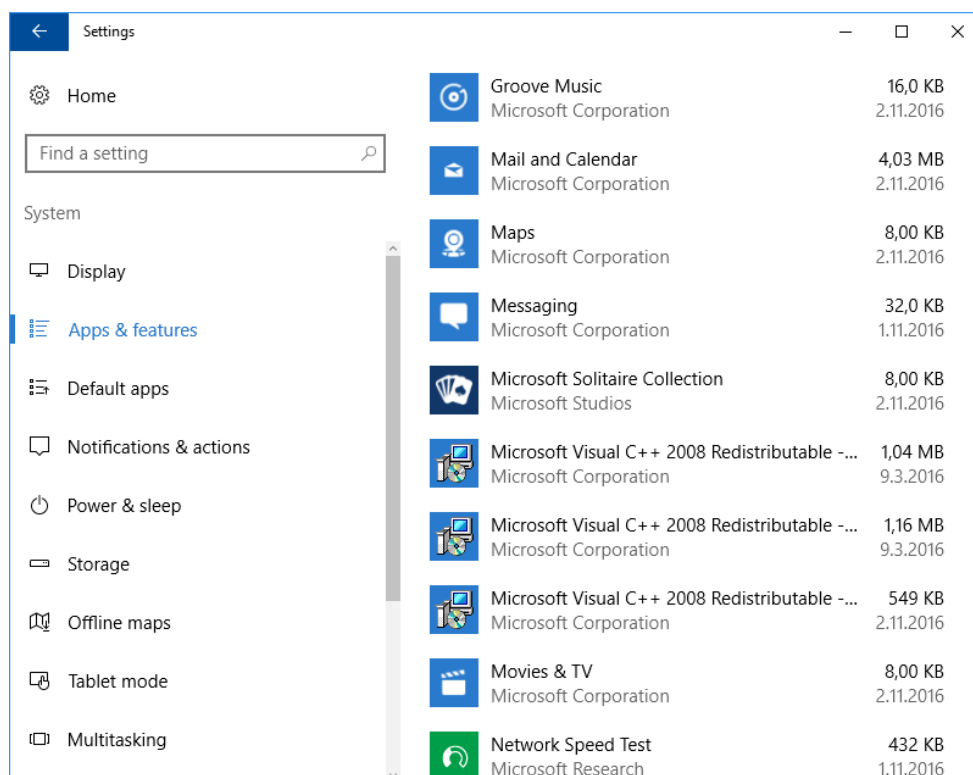 Settings
Home
Find a setting
System
Display
Apps & features
Default apps
Notifications & actions
Power & sleep
Storage
Offline maps
Tablet mode
Multitasking
Groove Music 16,0 KB
Microsoft Corporation 2.11.2016
Mail and Calendar 4,03 MB
Microsoft Corporation 2.11.2016
Maps 8,00 KB
Microsoft Corporation 2.11.2016
Messaging 32,0 KB
Microsoft Corporation 1.11.2016
Microsoft Solitaire Collection 8,00 KB
Microsoft Studios 2.11.2016
Microsoft Visual C++ 2008 Redistributable -... 1,04 MB
Microsoft Corporation 9.3.2016
Microsoft Visual C++ 2008 Redistributable -... 1,16 MB
Microsoft Corporation 9.3.2016
Microsoft Visual C++ 2008 Redistributable -... 549 KB
Microsoft Corporation 2.11.2016
Movies & TV 8,00 KB
Microsoft Corporation 2.11.2016
Network Speed Test 432 KB
Microsoft Research 1.11.2016